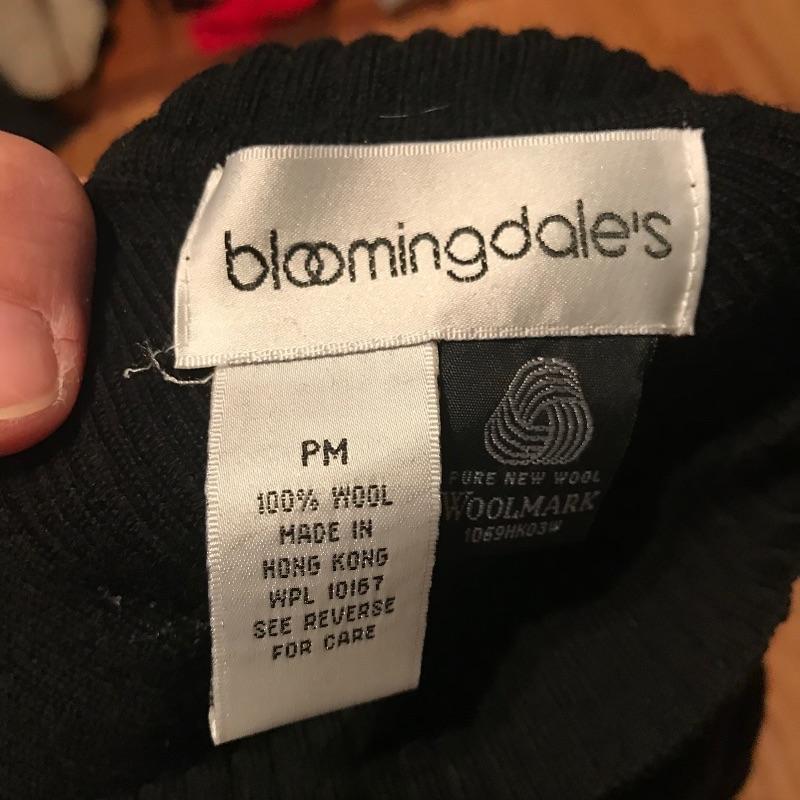 bloomingdale's
PM
100% WOOL
MADE IN
HONG KONG
WPL 10167
SEE REVERSE
FOR CARE
PURE NEW WOOL
WOOLMARK
1069HK03W